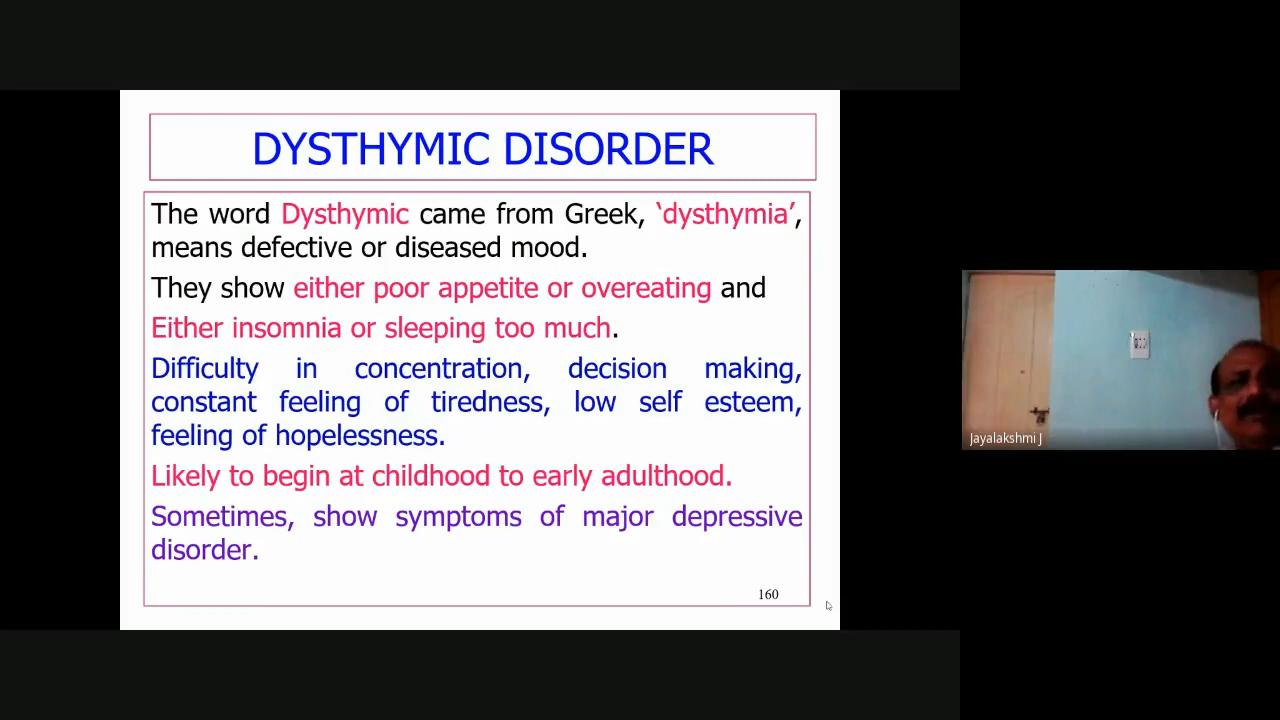 DYSTHYMIC DISORDER
The word Dysthymic came from Greek, ‘dysthymia’,
means defective or diseased mood.
They show either poor appetite or overeating and
Either insomnia or sleeping too much.
Difficulty in concentration, decision making,
constant feeling of tiredness, low self esteem,
feeling of hopelessness.
Likely to begin at childhood to early adulthood.
Sometimes, show symptoms of major depressive
disorder.
160
Jayalakshmi J